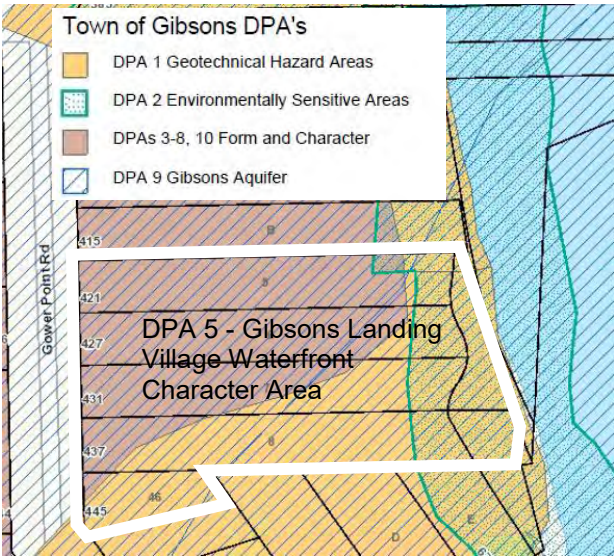 Town of Gibsons DPA's
DPA 1 Geotechnical Hazard Areas
DPA 2 Environmentally Sensitive Areas
DPAs 3-8, 10 Form and Character
DPA 9 Gibsons Aquifer
Gower Point Rd
415
B
421
DPA 5 - Gibsons Landing
Village Waterfront
Character Area
427
431
437
8
46
445
D
E